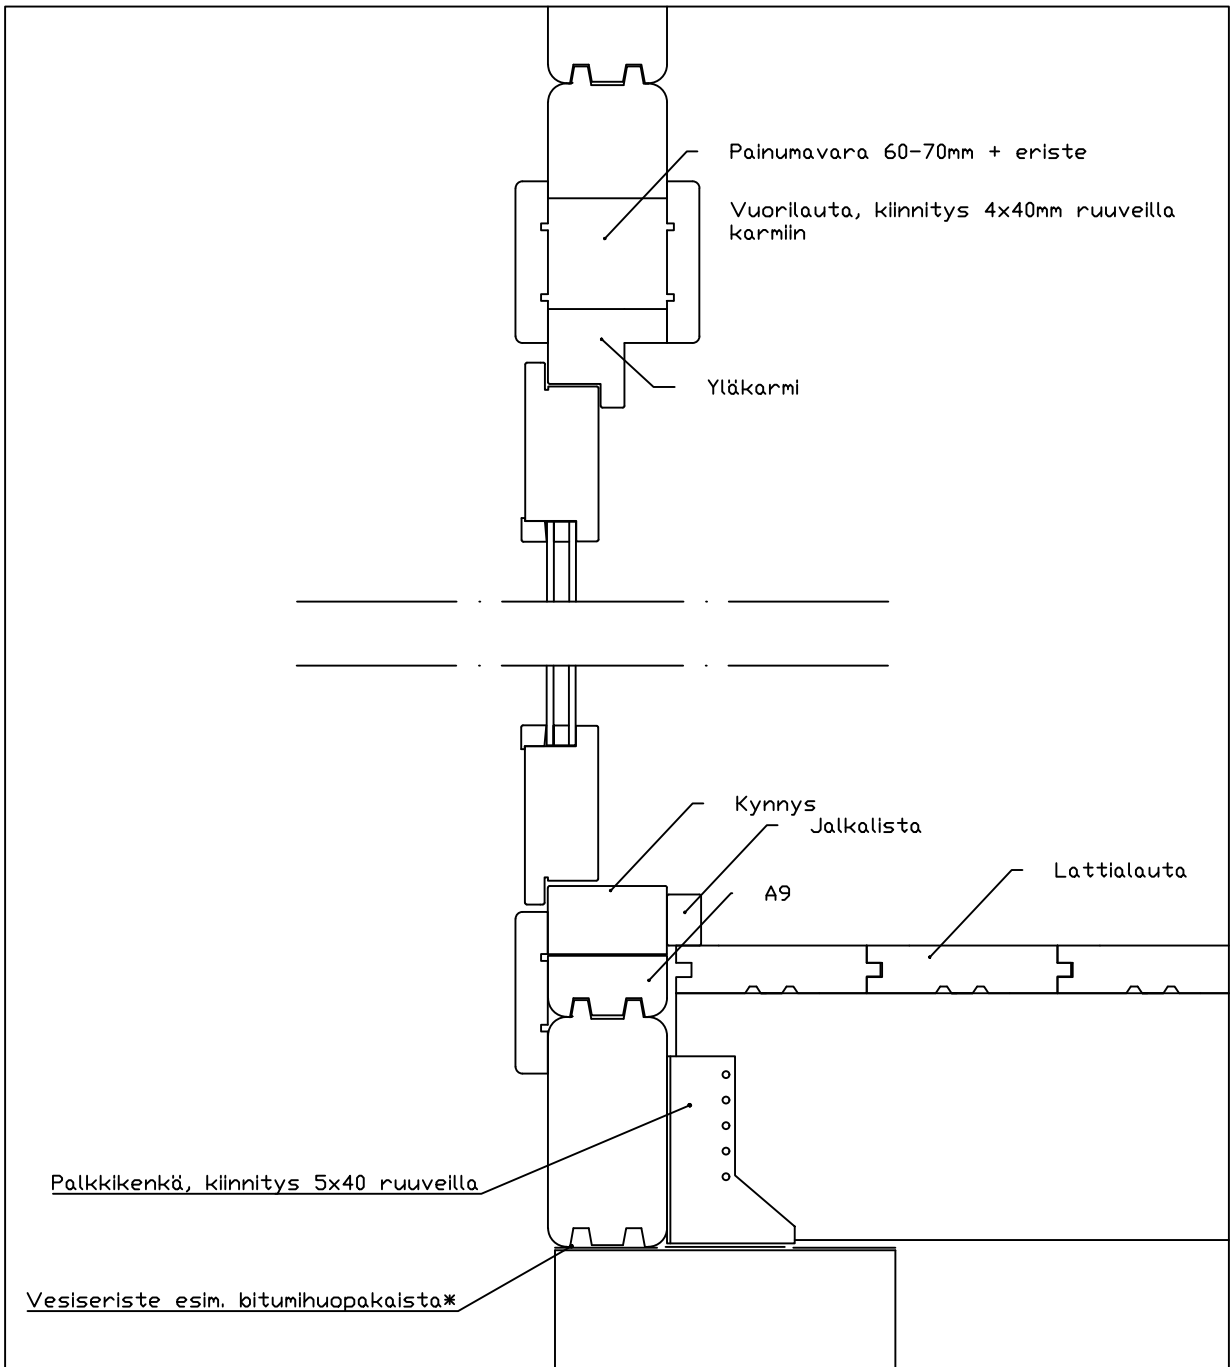 Painumavara 60-70mm + eriste
Vuorilauta, kiinnitys 4x40mm ruuveilla
karmiin
Yläkarmi
Kynnys
Jalkalista
Lattialauta
A9
Palkkikenkä, kiinnitys 5x40 ruuveilla
Vesiseriste esim. bitumihuopakaista*